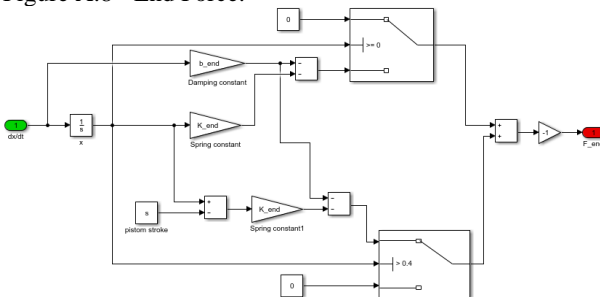 Figure A.8 - End Force.
0
>= 0
b_end
Damping constant
1
dx/dt
1
s
x
K_end
Spring constant
+
+
-1
1
F_end
s
pistom stroke
K_end
Spring constant1
> 0.4
0